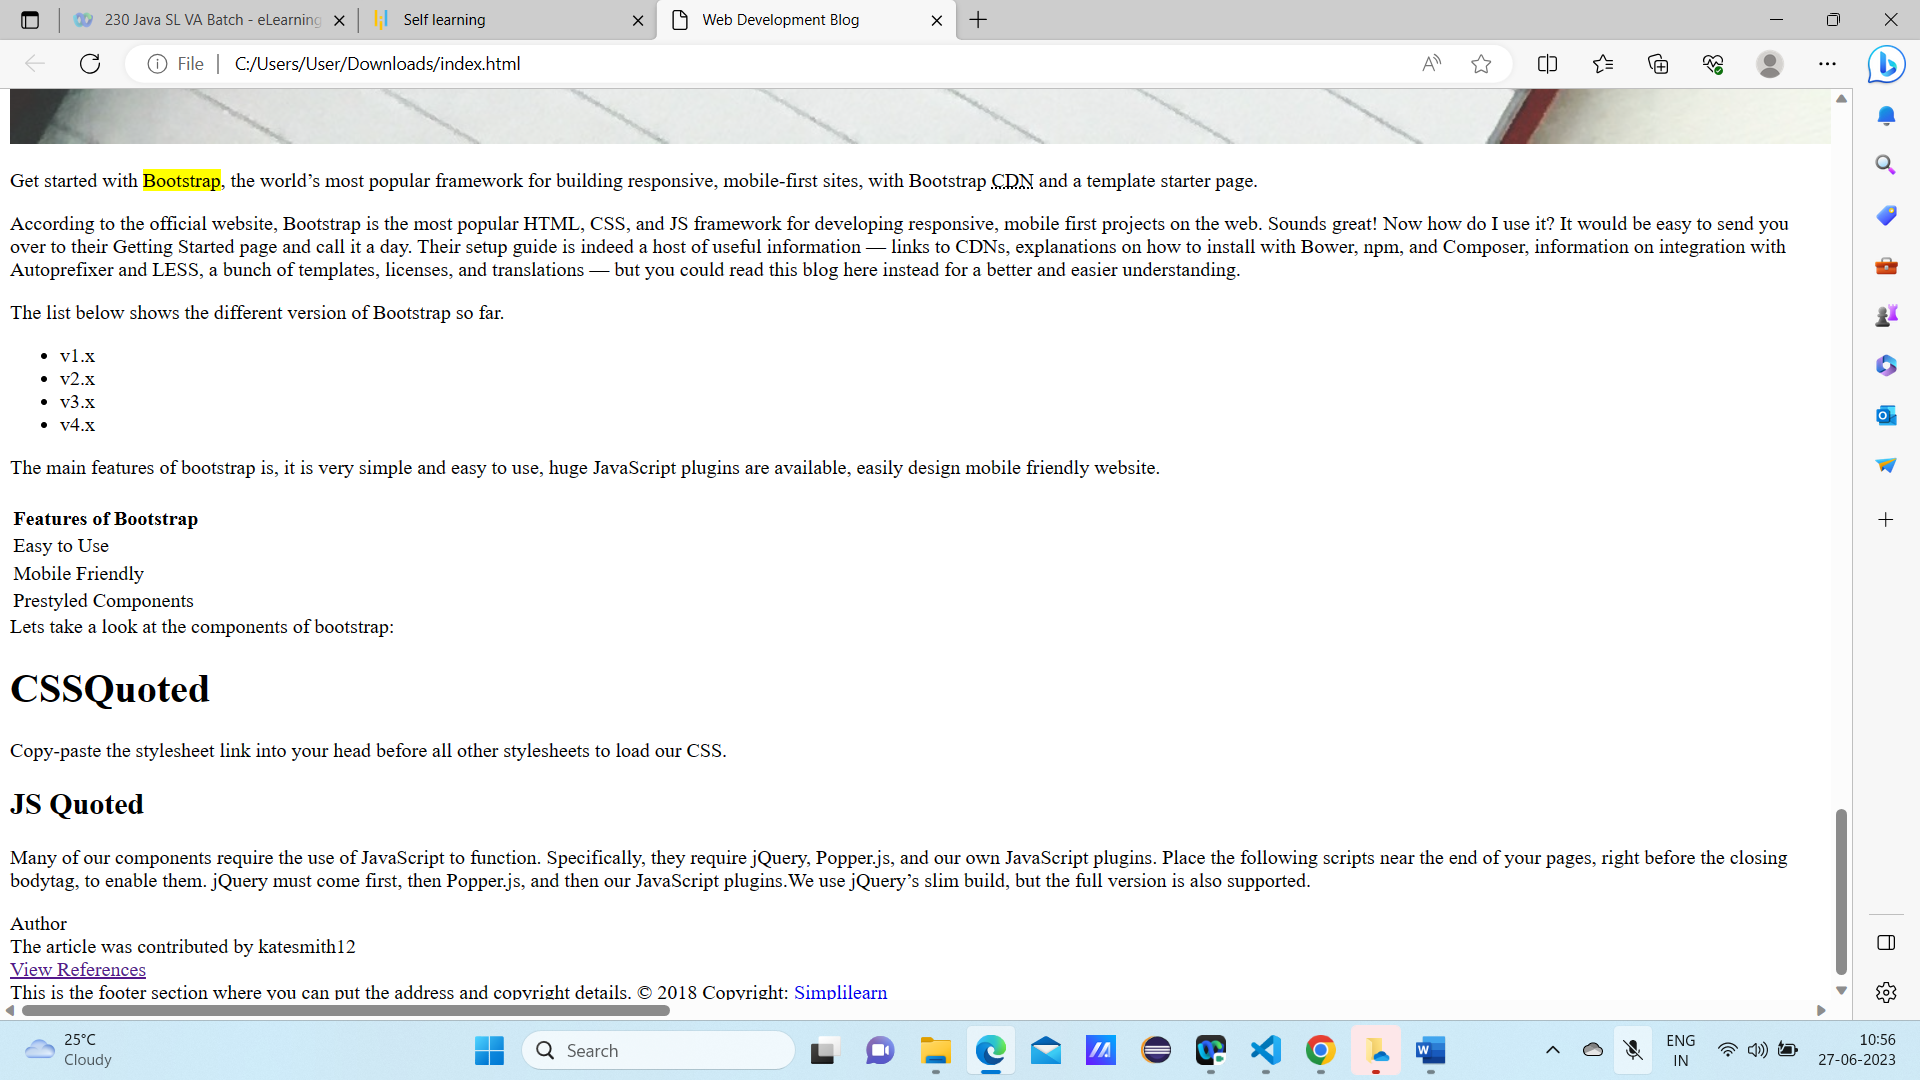 230 Java SL VA Batch - eLearning
Self learning
Web Development Blog
File
C:/Users/User/Downloads/index.html
Get started with Bootstrap, the world’s most popular framework for building responsive, mobile-first sites, with Bootstrap CDN and a template starter page.
According to the official website, Bootstrap is the most popular HTML, CSS, and JS framework for developing responsive, mobile first projects on the web. Sounds great! Now how do I use it? It would be easy to send you
over to their Getting Started page and call it a day. Their setup guide is indeed a host of useful information — links to CDNs, explanations on how to install with Bower, npm, and Composer, information on integration with
Autoprefixer and LESS, a bunch of templates, licenses, and translations — but you could read this blog here instead for a better and easier understanding.
The list below shows the different version of Bootstrap so far.
• v1.x
• v2.x
• v3.x
• v4.x
The main features of bootstrap is, it is very simple and easy to use, huge JavaScript plugins are available, easily design mobile friendly website.
Features of Bootstrap
Easy to Use
Mobile Friendly
Prestyled Components
Lets take a look at the components of bootstrap:
CSSQuoted
Copy-paste the stylesheet link into your head before all other stylesheets to load our CSS.
JS Quoted
Many of our components require the use of JavaScript to function. Specifically, they require jQuery, Popper.js, and our own JavaScript plugins. Place the following scripts near the end of your pages, right before the closing
bodytag, to enable them. jQuery must come first, then Popper.js, and then our JavaScript plugins.We use jQuery’s slim build, but the full version is also supported.
Author
The article was contributed by katesmith12
View References
This is the footer section where you can put the address and copyright details. © 2018 Copyright: Simplilearn
25°C
Cloudy
Search
ENG
IN
10:56
27-06-2023